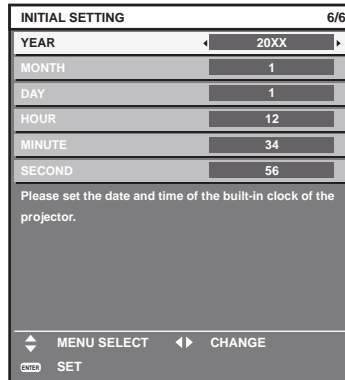 INITIAL SETTING 6/6
YEAR 20XX
MONTH 1
DAY 1
HOUR 12
MINUTE 34
SECOND 56
Please set the date and time of the built-in clock of the
projector.
MENU SELECT CHANGE
ENTER SET